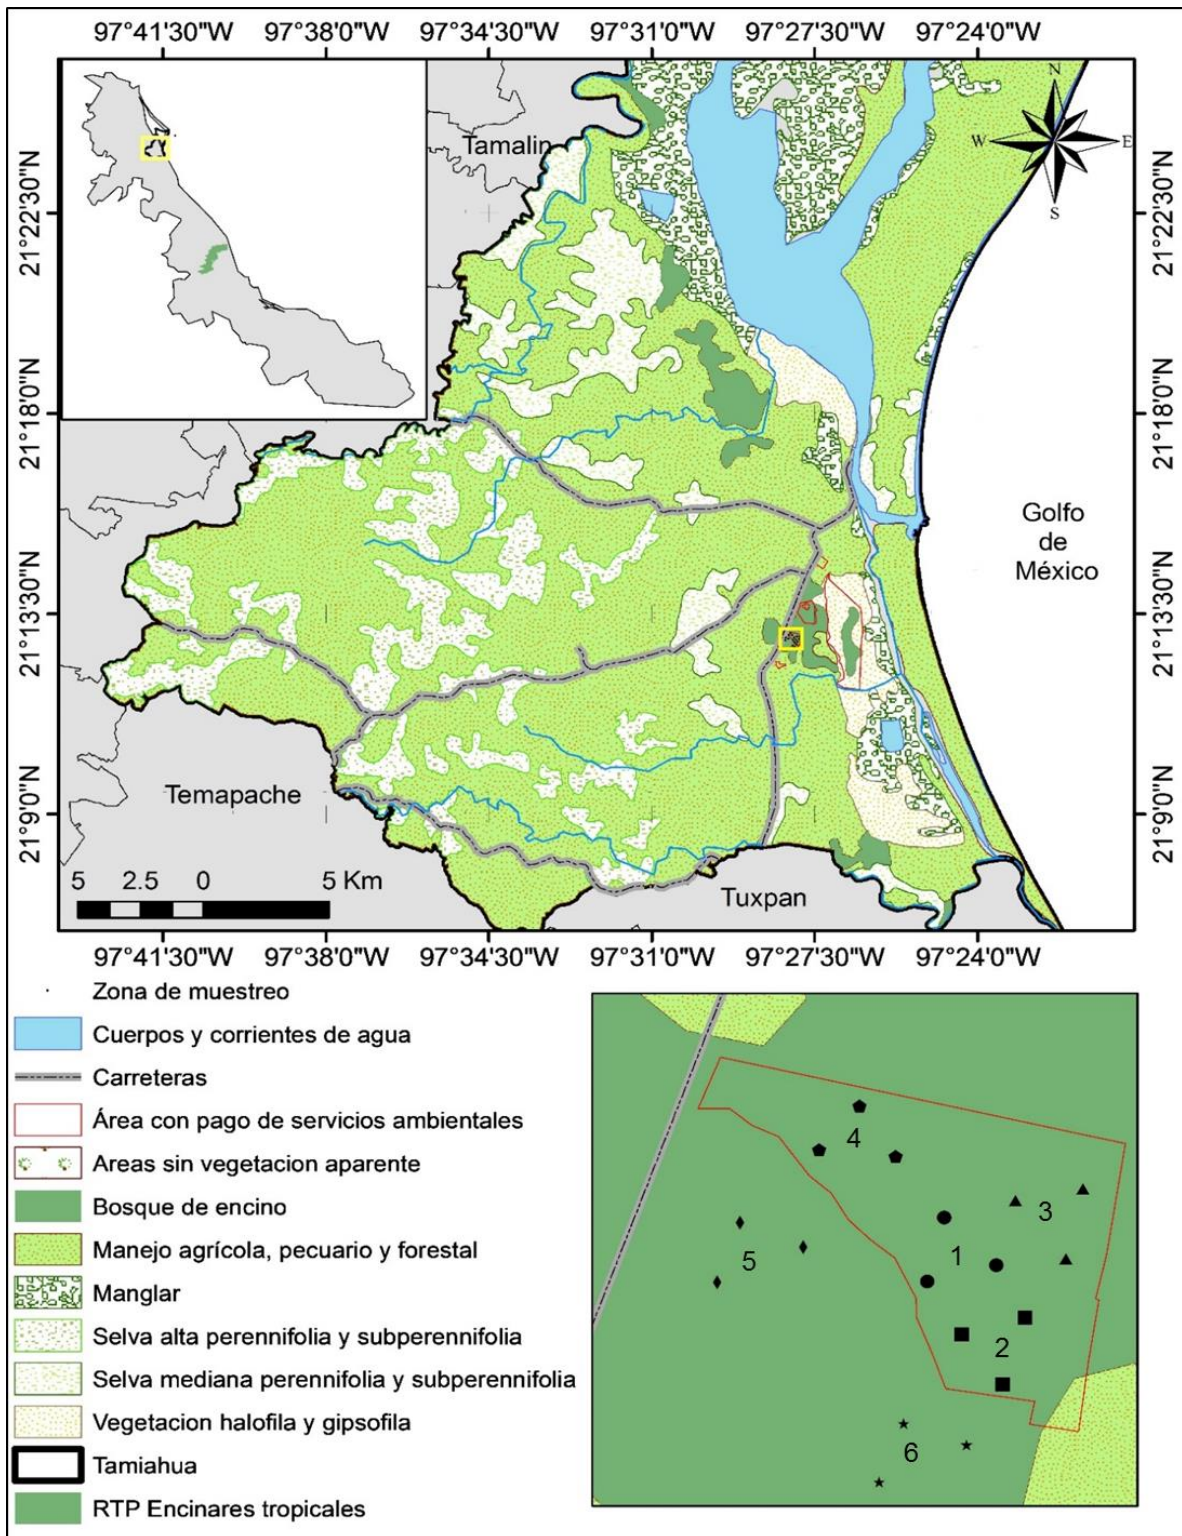 97°41'30"W 97°38'0"W 97°34'30"W 97°31'0"W 97°27'30"W 97°24'0"W
N
W E
S
Tamalin
21°22'30"N 21°22'30"N
21°18'0"N 21°18'0"N
Golfo
de
México
21°13'30"N 21°13'30"N
Temapache
21°9'0"N 21°9'0"N
5 2.5 0 5 Km
Tuxpan
97°41'30"W 97°38'0"W 97°34'30"W 97°31'0"W 97°27'30"W 97°24'0"W
Zona de muestreo
Cuerpos y corrientes de agua
Carreteras
Área con pago de servicios ambientales
Areas sin vegetacion aparente
Bosque de encino
Manejo agrícola, pecuario y forestal
Manglar
Selva alta perennifolia y subperennifolia
Selva mediana perennifolia y subperennifolia
Vegetacion halofila y gipsofila
Tamiahua
RTP Encinares tropicales
4
3
1
5
2
6